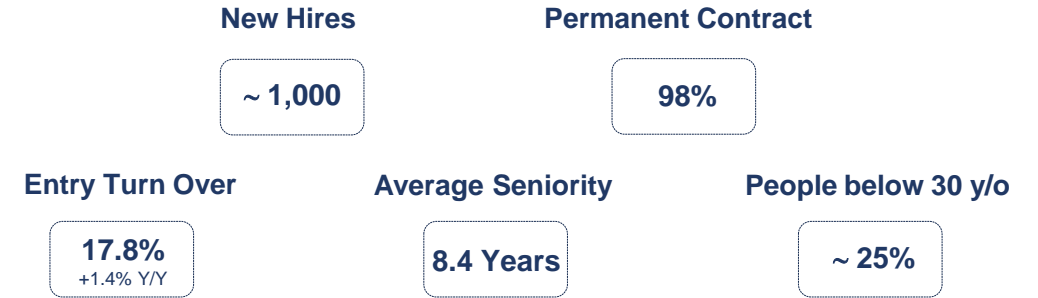 New Hires
Permanent Contract
~ 1,000
98%
Entry Turn Over
Average Seniority
People below 30 y/o
17.8%
+1.4% Y/Y
8.4 Years
~ 25%